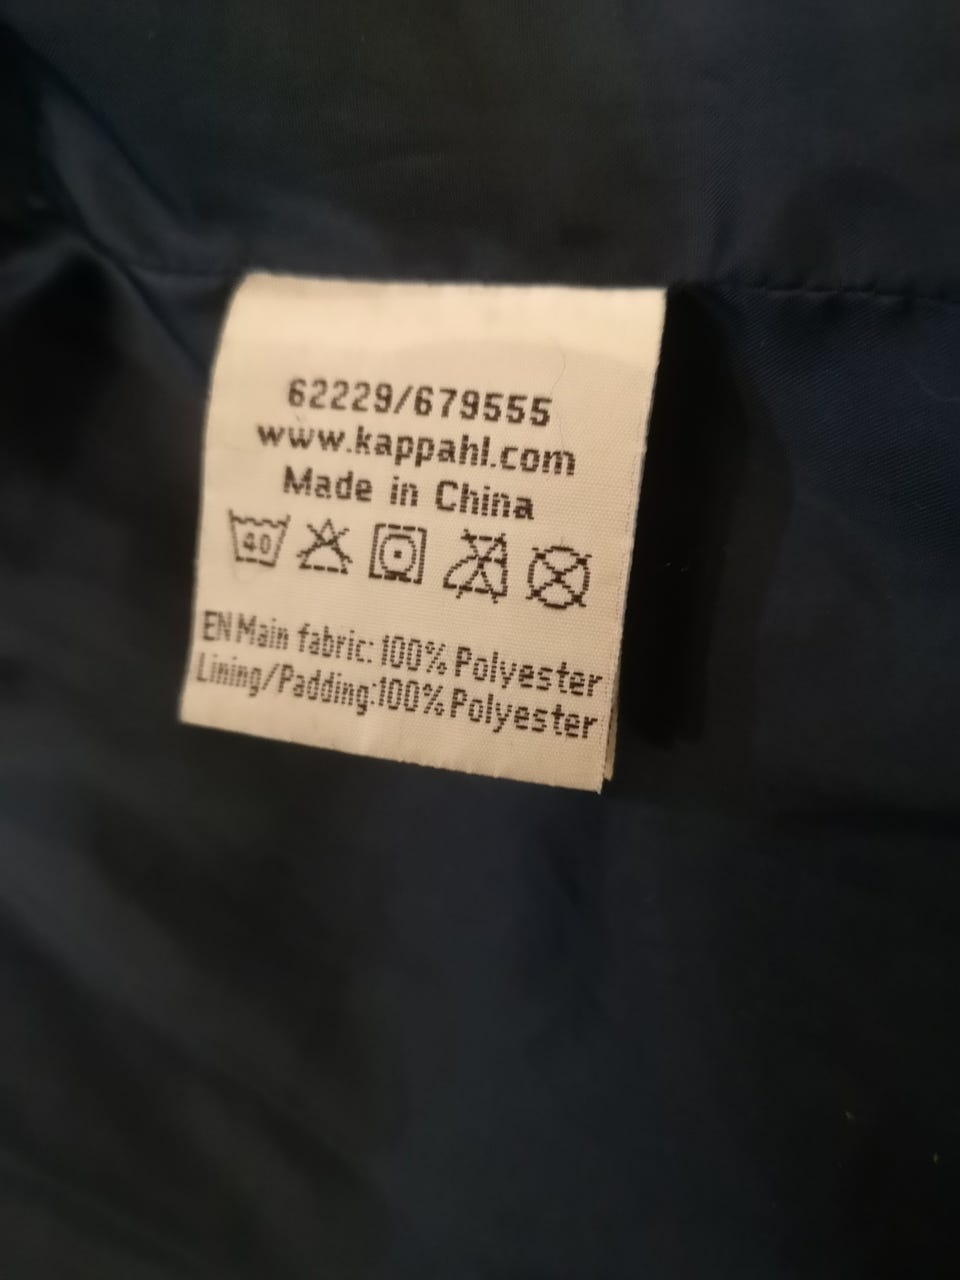 62229/679555
www.kappahl.com
Made in China
40
EN Main fabric: 100% Polyester
Lining/Padding:100% Polyester